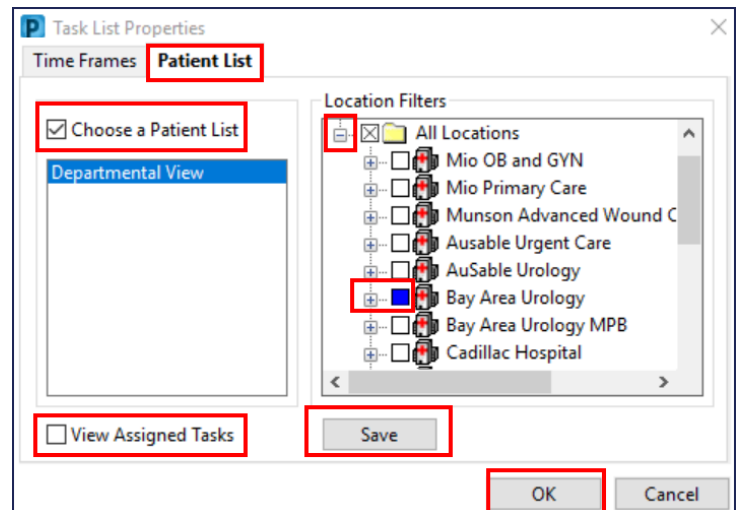 P Task List Properties
Time Frames Patient List
Location Filters
Choose a Patient List
All Locations
Departmental View
Mio OB and GYN
Mio Primary Care
Munson Advanced Wound C
Ausable Urgent Care
AuSable Urology
Bay Area Urology
Bay Area Urology MPB
Cadillac Hospital
View Assigned Tasks
Save
OK Cancel